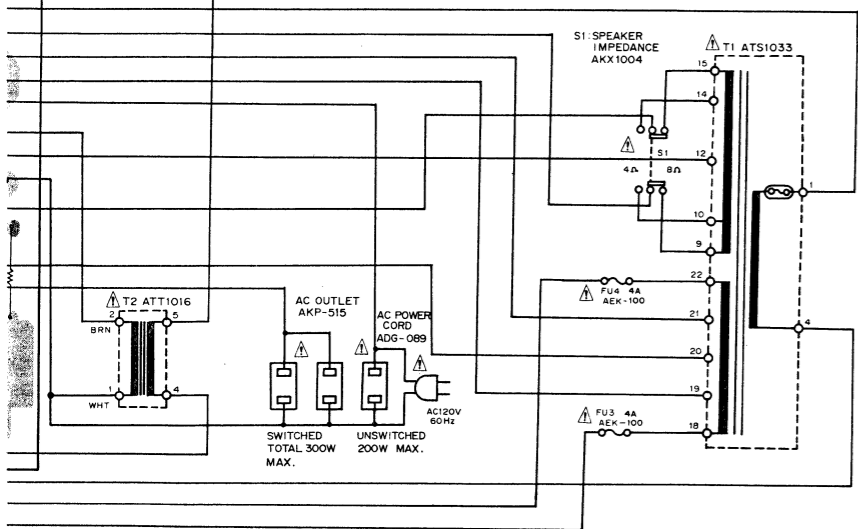 S1:SPEAKER
IMPEDANCE
AKX1004
T1 ATS1033
15
14
S1
4Ω 8Ω
12
1
10
9
22
FU4 4A
AEK-100
21
20
19
FU3 4A
AEK-100
18
4
T2 ATT1016
2
5
BRN
1
4
WHT
AC OUTLET
AKP-515
AC POWER
CORD
ADG-089
AC120V
60Hz
SWITCHED
TOTAL 300W
MAX.
UNSWITCHED
200W MAX.